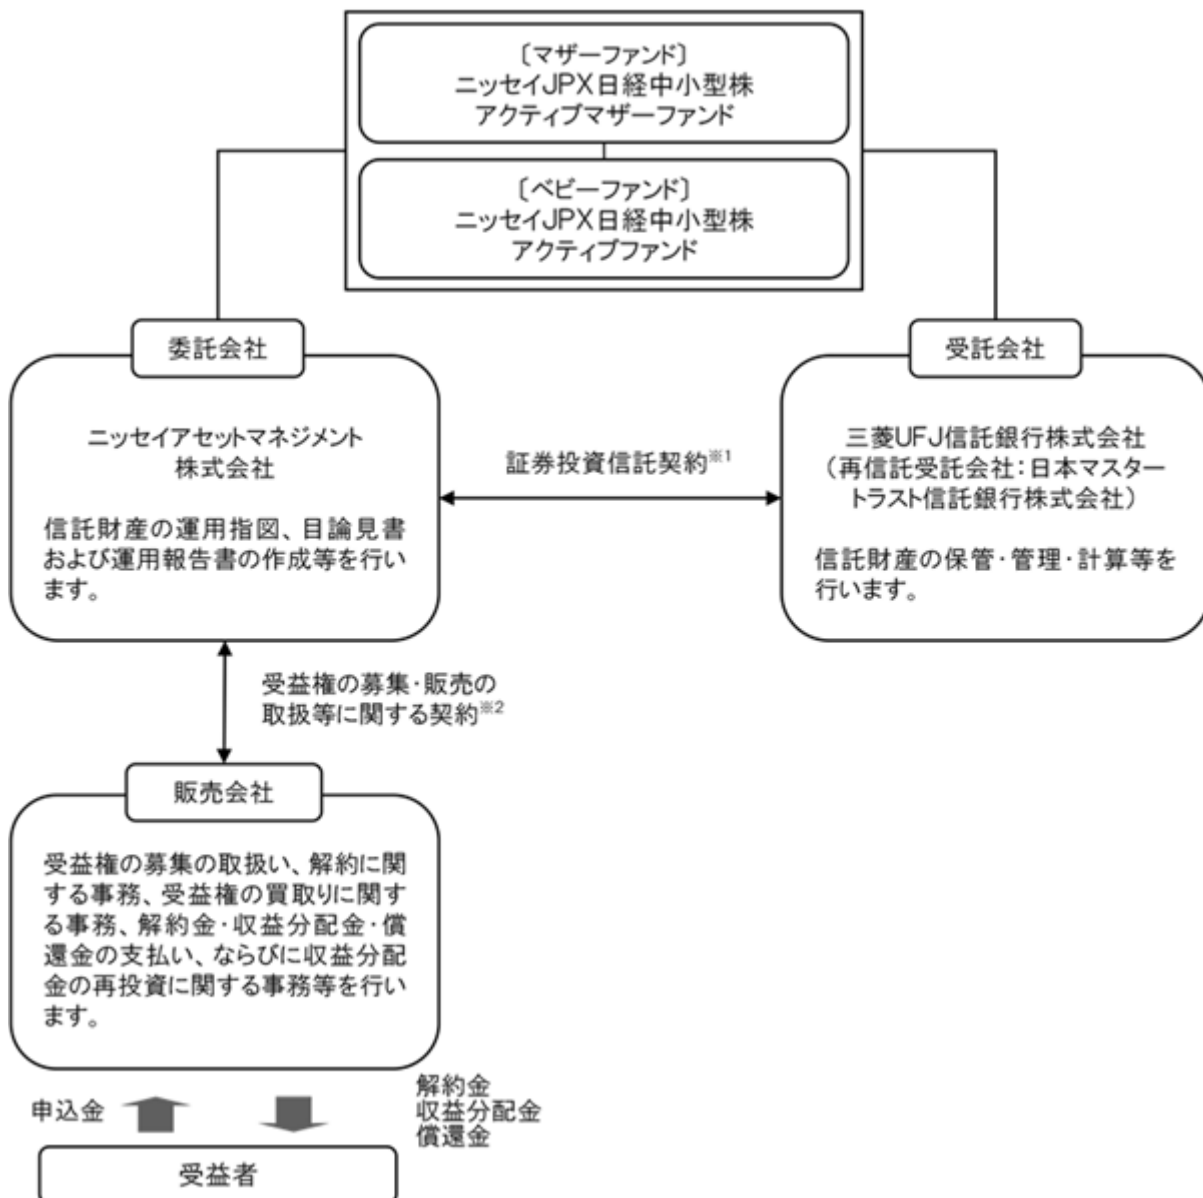 〔マザーファンド〕
ニッセイJPX日経中小型株
アクティブマザーファンド
〔ベビーファンド〕
ニッセイJPX日経中小型株
アクティブファンド
委託会社
ニッセイアセットマネジメント
株式会社
信託財産の運用指図、目論見書
および運用報告書の作成等を行い
ます。
証券投資信託契約※1
受託会社
三菱UFJ信託銀行株式会社
（再信託受託会社：日本マスター
トラスト信託銀行株式会社）
信託財産の保管・管理・計算等を
行います。
受益権の募集・販売の
取扱等に関する契約※2
販売会社
受益権の募集の取扱い、解約に関
する事務、受益権の買取りに関す
る事務、解約金・収益分配金・償
還金の支払い、ならびに収益分配
金の再投資に関する事務等を行い
ます。
申込金
解約金
収益分配金
償還金
受益者